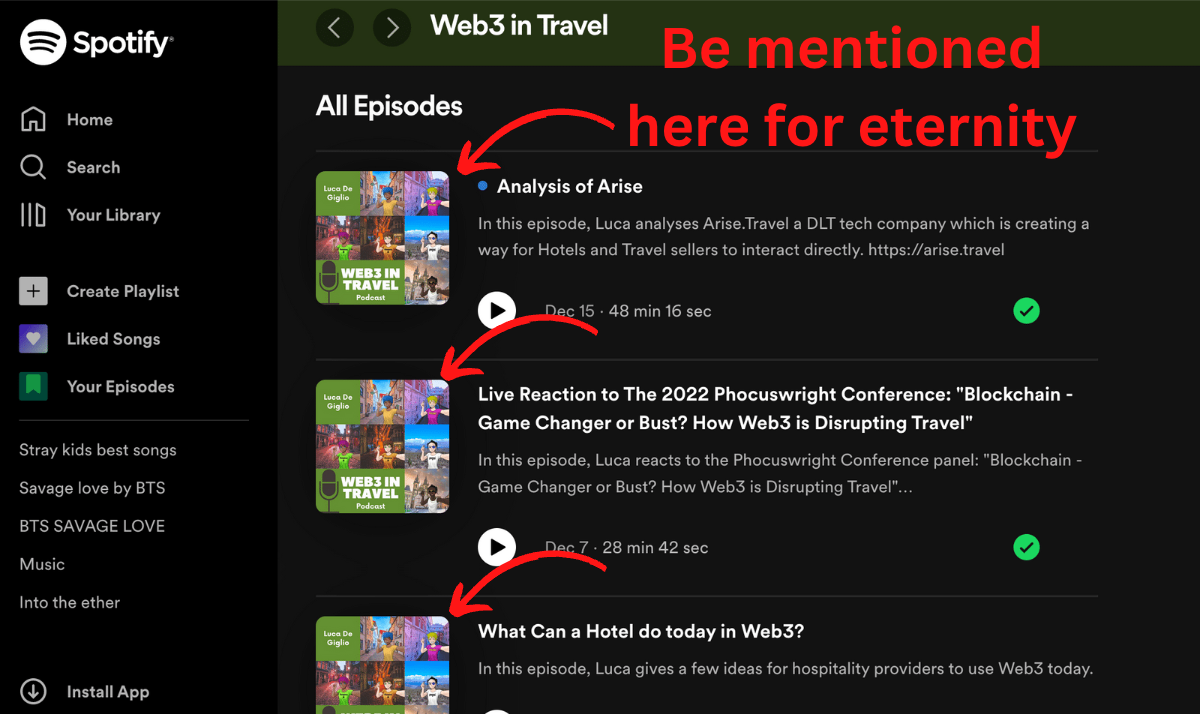 Spotify
Home
Search
Your Library
Create Playlist
Liked Songs
Your Episodes
Stray kids best songs
Savage love by BTS
BTS SAVAGE LOVE
Music
Into the ether
Install App
Web3 in Travel
Be mentioned
here for eternity
All Episodes
Luca De
Giglio
WEB3 IN
TRAVEL
Podcast
Analysis of Arise
In this episode, Luca analyses Arise.Travel a DLT tech company which is creating a
way for Hotels and Travel sellers to interact directly. https://arise.travel
Dec 15 · 48 min 16 sec
Luca De
Giglio
WEB3 IN
TRAVEL
Podcast
Live Reaction to The 2022 Phocuswright Conference: "Blockchain -
Game Changer or Bust? How Web3 is Disrupting Travel"
In this episode, Luca reacts to the Phocuswright Conference panel: "Blockchain -
Game Changer or Bust? How Web3 is Disrupting Travel"…
Dec 7 · 28 min 42 sec
Luca De
Giglio
What Can a Hotel do today in Web3?
In this episode, Luca gives a few ideas for hospitality providers to use Web3 today.